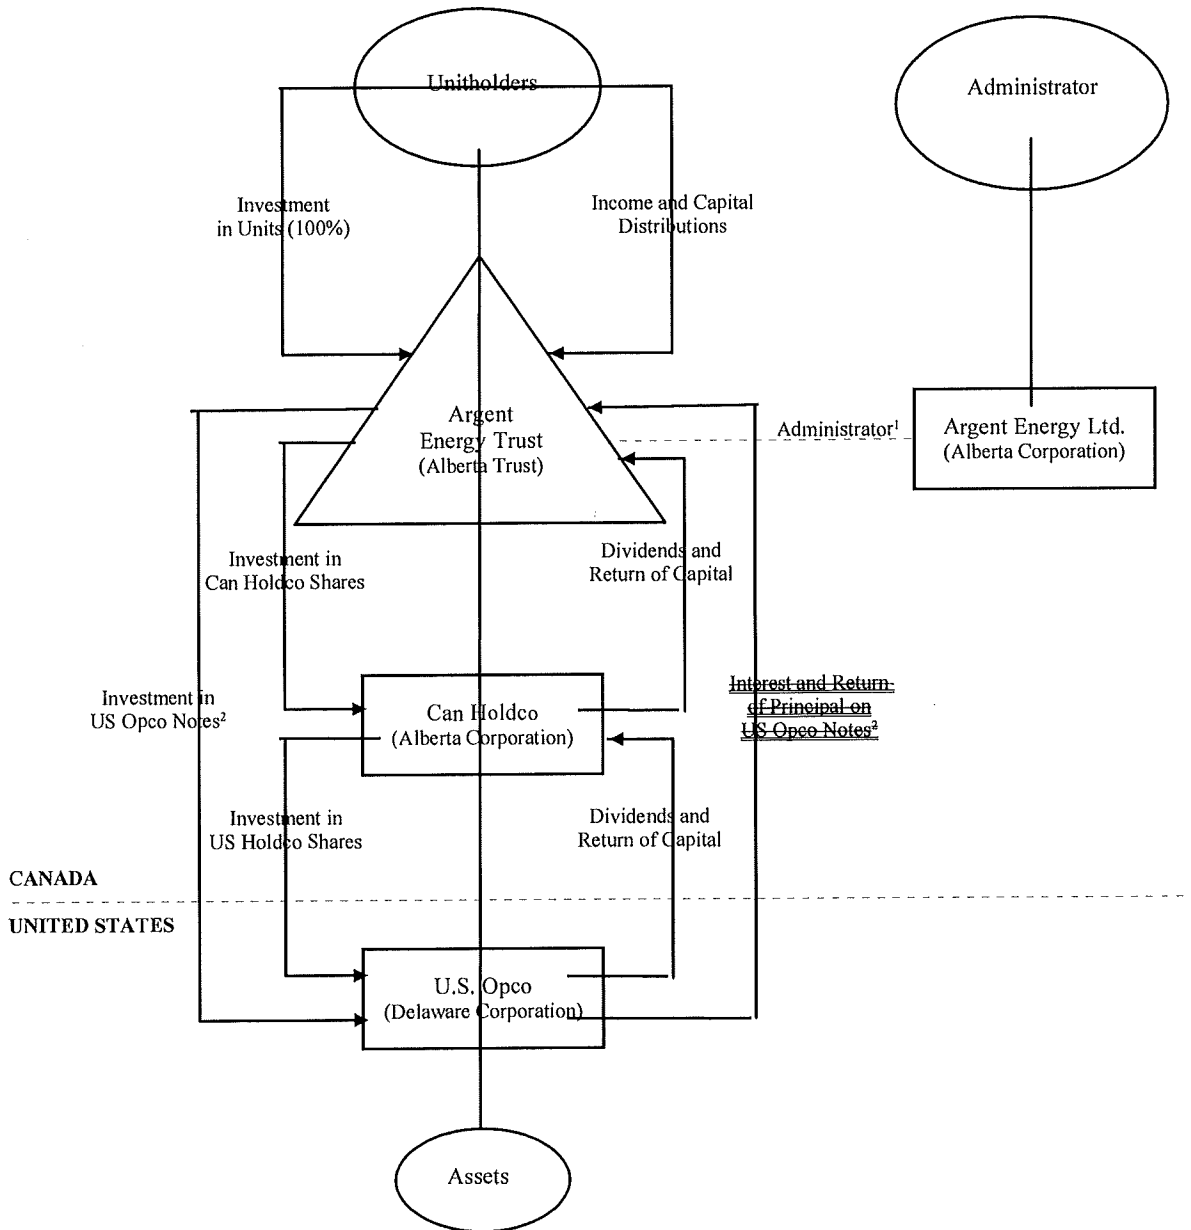 Unitholders
Administrator
Investment
in Units (100%)
Income and Capital
Distributions
Argent
Energy Trust
(Alberta Trust)
Administrator¹
Argent Energy Ltd.
(Alberta Corporation)
Investment in
Can Holdco Shares
Dividends and
Return of Capital
Investment in
US Opco Notes²
Can Holdco
(Alberta Corporation)
Interest and Return
of Principal on
US Opco Notes²
Investment in
US Holdco Shares
Dividends and
Return of Capital
CANADA
UNITED STATES
U.S. Opco
(Delaware Corporation)
Assets